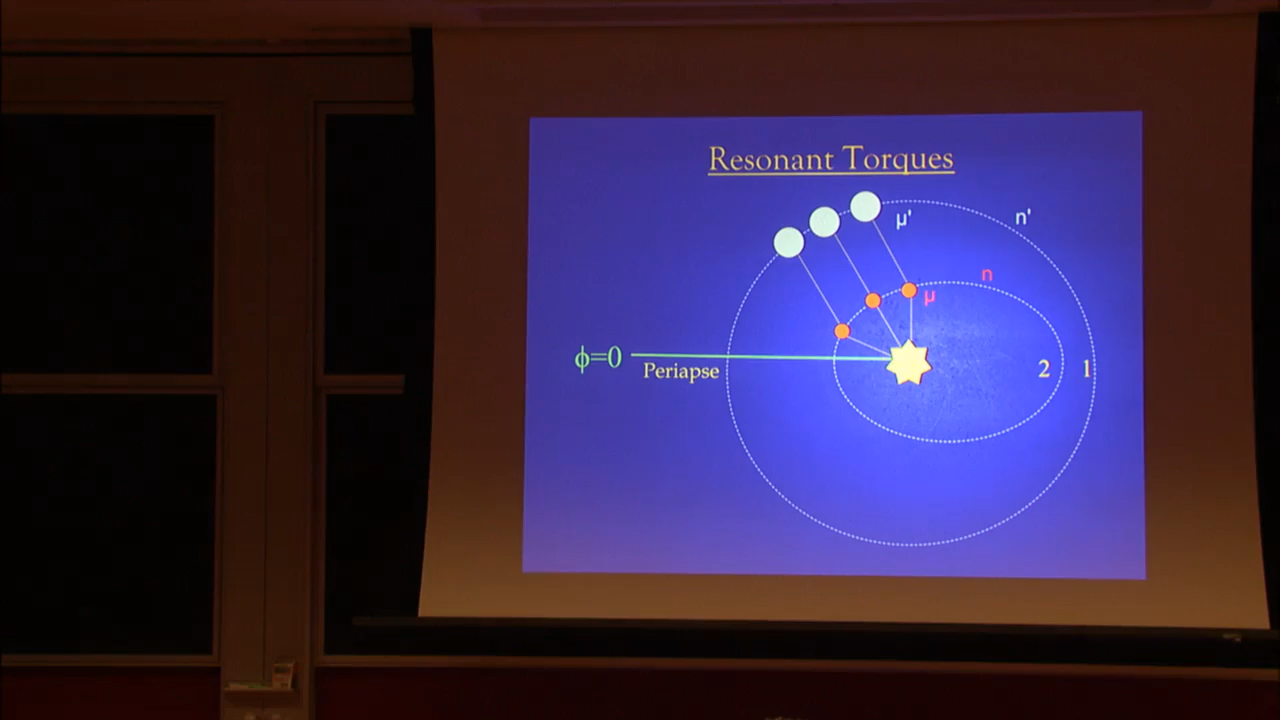 Resonant Torques
μ'
n'
n
μ
ϕ=0
Periapse
2
1